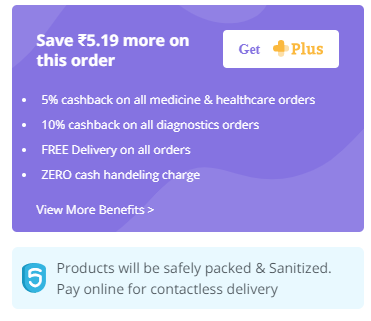 Save ₹5.19 more on
this order
Get Plus
5% cashback on all medicine & healthcare orders
10% cashback on all diagnostics orders
FREE Delivery on all orders
ZERO cash handeling charge
View More Benefits >
5
Products will be safely packed & Sanitized.
Pay online for contactless delivery